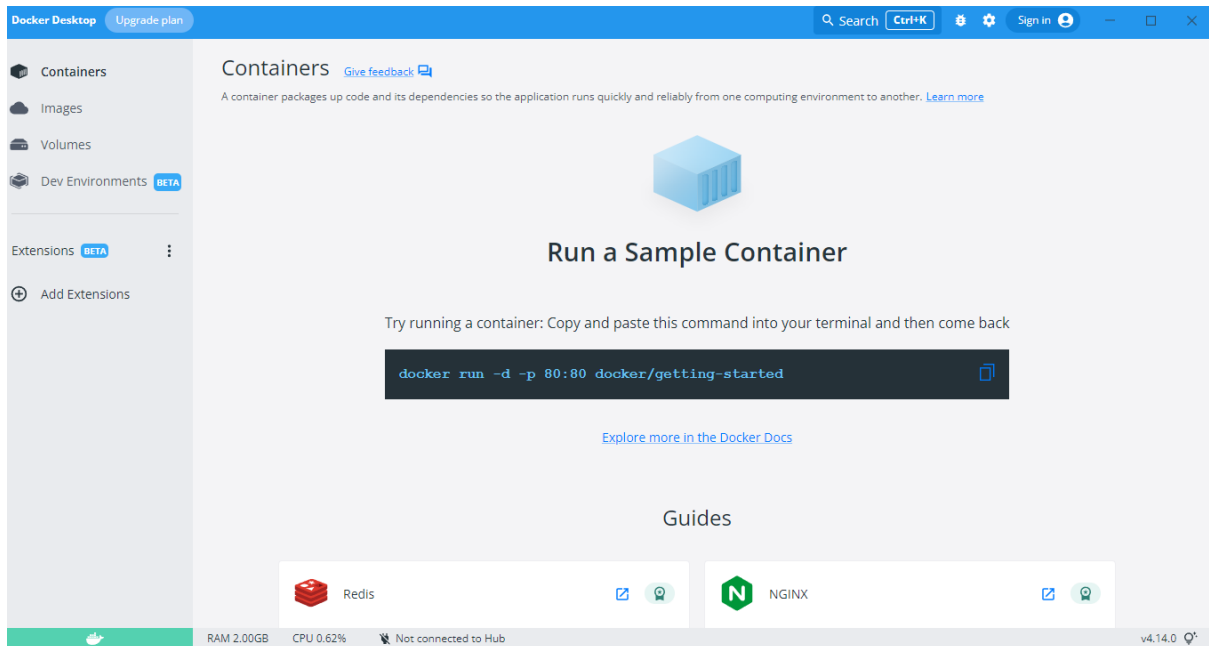 Docker Desktop Upgrade plan Search Ctrl+K Sign in
Containers
Images
Volumes
Dev Environments BETA
Extensions BETA
Add Extensions
Containers Give feedback
A container packages up code and its dependencies so the application runs quickly and reliably from one computing environment to another. Learn more
Run a Sample Container
Try running a container: Copy and paste this command into your terminal and then come back
docker run -d -p 80:80 docker/getting-started
Explore more in the Docker Docs
Guides
Redis
N NGINX
RAM 2.00GB CPU 0.62% Not connected to Hub v4.14.0